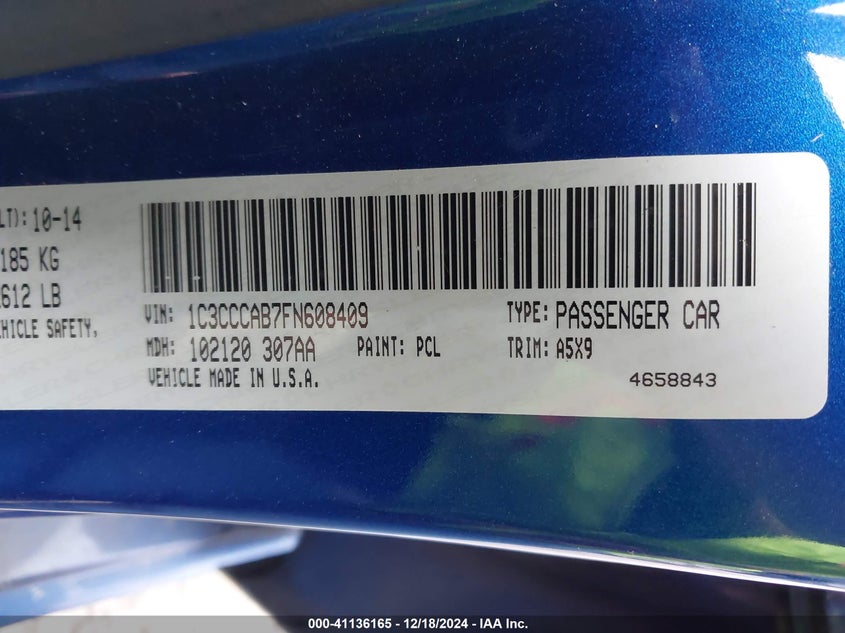 LT): 10-14
185 KG
612 LB
EHICLE SAFETY,
VIN: 1C3CCCAB7FN608409
TYPE: PASSENGER CAR
MDH: 102120 307AA
PAINT: PCL
TRIM: A5X9
VEHICLE MADE IN U.S.A.
4658843
000-41136165 - 12/18/2024 - IAA Inc.